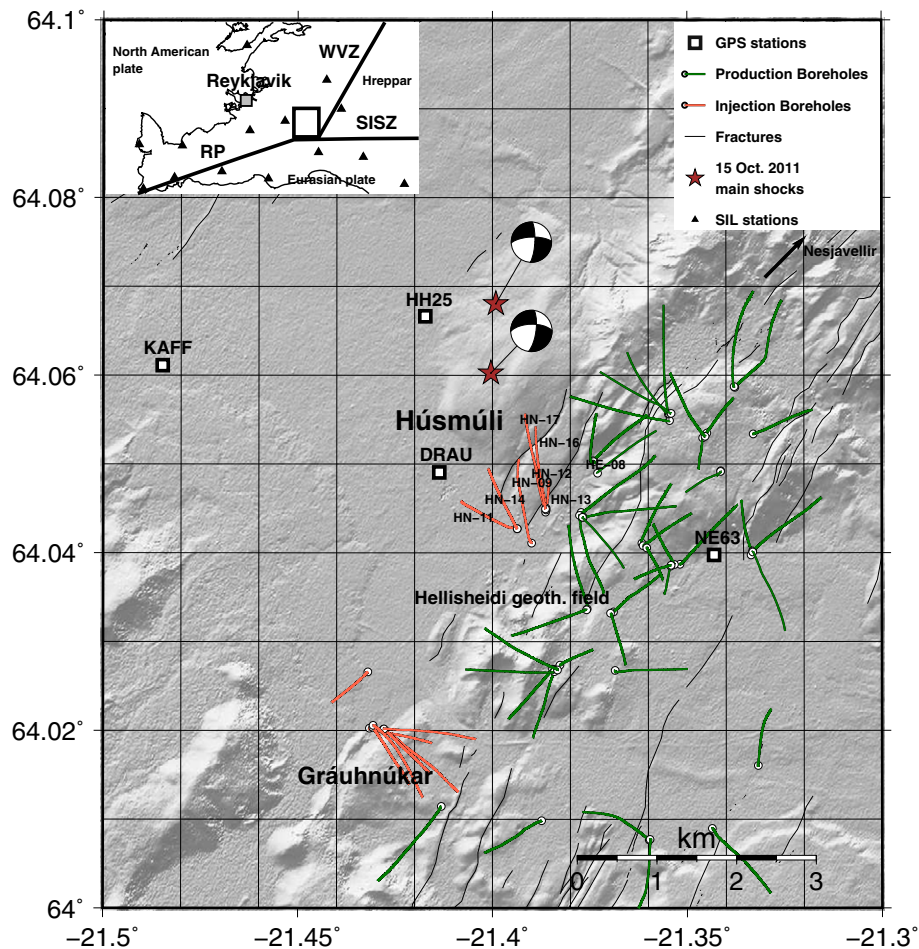 64.1°
64.08°
64.06°
64.04°
64.02°
64°
−21.5°
−21.45°
−21.4°
−21.35°
−21.3°
North American
plate
WVZ
Reykjavik
Hreppar
SISZ
RP
Eurasian plate
GPS stations
Production Boreholes
Injection Boreholes
Fractures
15 Oct. 2011
main shocks
SIL stations
Nesjavellir
HH25
KAFF
Húsmúli
DRAU
HN−17
HN−16
HE−08
HN−12
HN−09
HN−14
HN−13
HN−11
NE63
Hellisheidi geoth. field
Gráuhnúkar
km
0 1 2 3